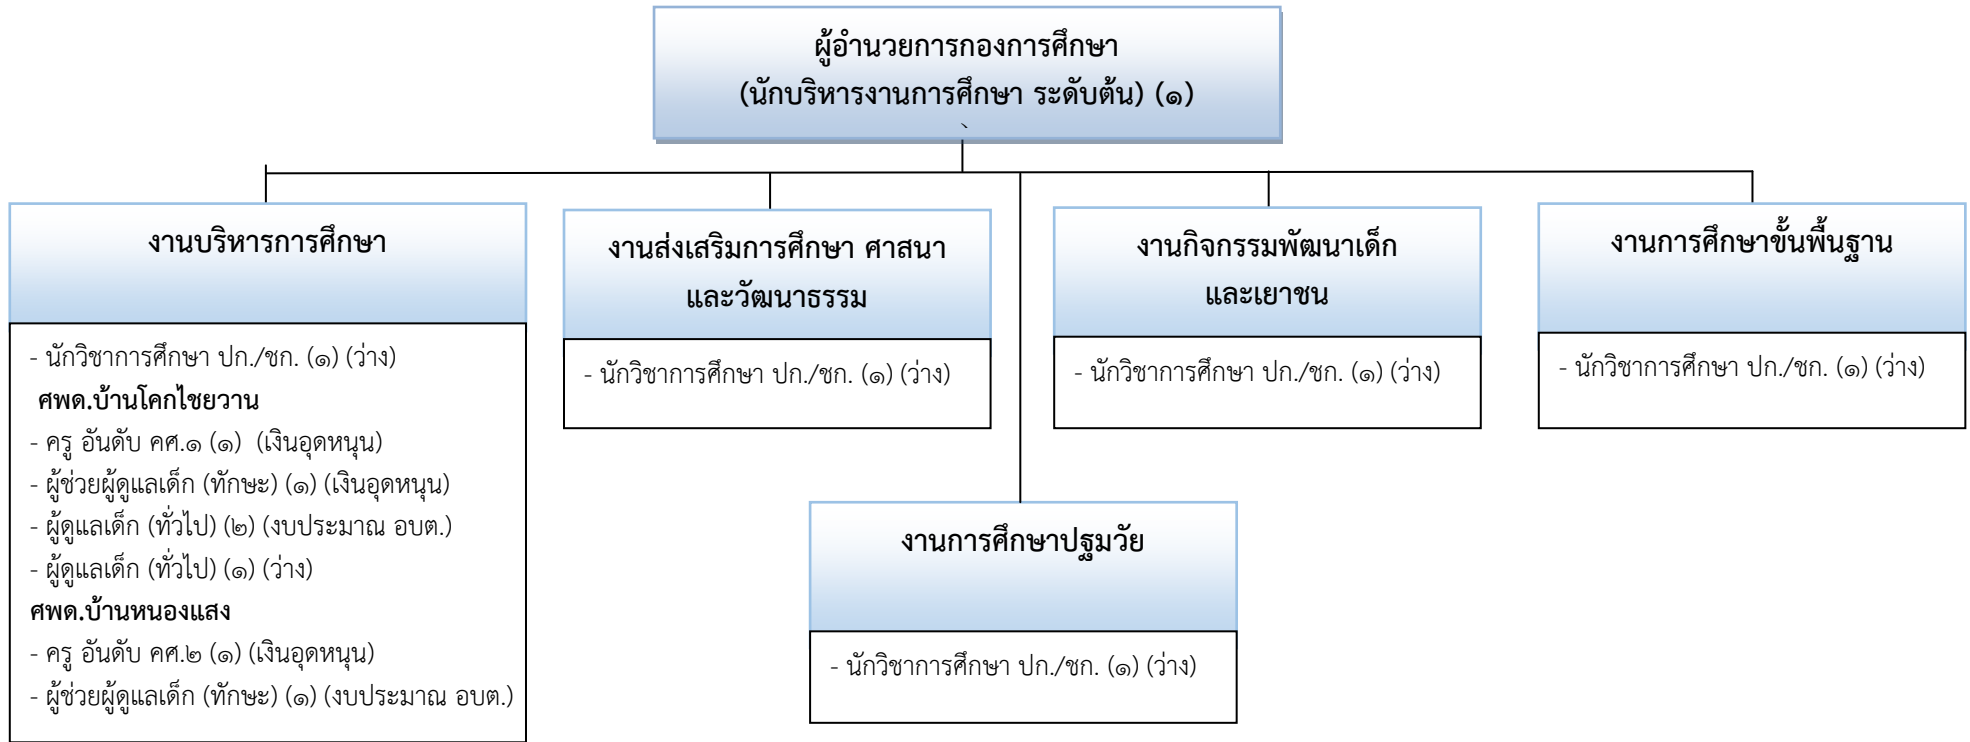 ผู้อำนวยการกองการศึกษา
(นักบริหารงานการศึกษา ระดับต้น) (๑)
งานบริหารการศึกษา
- นักวิชาการศึกษา ปก./ชก. (๑) (ว่าง)
ศพด.บ้านโคกไชยวาน
- ครู อันดับ คศ.๑ (๑) (เงินอุดหนุน)
- ผู้ช่วยผู้ดูแลเด็ก (ทักษะ) (๑) (เงินอุดหนุน)
- ผู้ดูแลเด็ก (ทั่วไป) (๒) (งบประมาณ อบต.)
- ผู้ดูแลเด็ก (ทั่วไป) (๑) (ว่าง)
ศพด.บ้านหนองแสง
- ครู อันดับ คศ.๒ (๑) (เงินอุดหนุน)
- ผู้ช่วยผู้ดูแลเด็ก (ทักษะ) (๑) (งบประมาณ อบต.)
งานส่งเสริมการศึกษา ศาสนา
และวัฒนาธรรม
- นักวิชาการศึกษา ปก./ชก. (๑) (ว่าง)
งานกิจกรรมพัฒนาเด็ก
และเยาชน
- นักวิชาการศึกษา ปก./ชก. (๑) (ว่าง)
งานการศึกษาขั้นพื้นฐาน
- นักวิชาการศึกษา ปก./ชก. (๑) (ว่าง)
งานการศึกษาปฐมวัย
- นักวิชาการศึกษา ปก./ชก. (๑) (ว่าง)